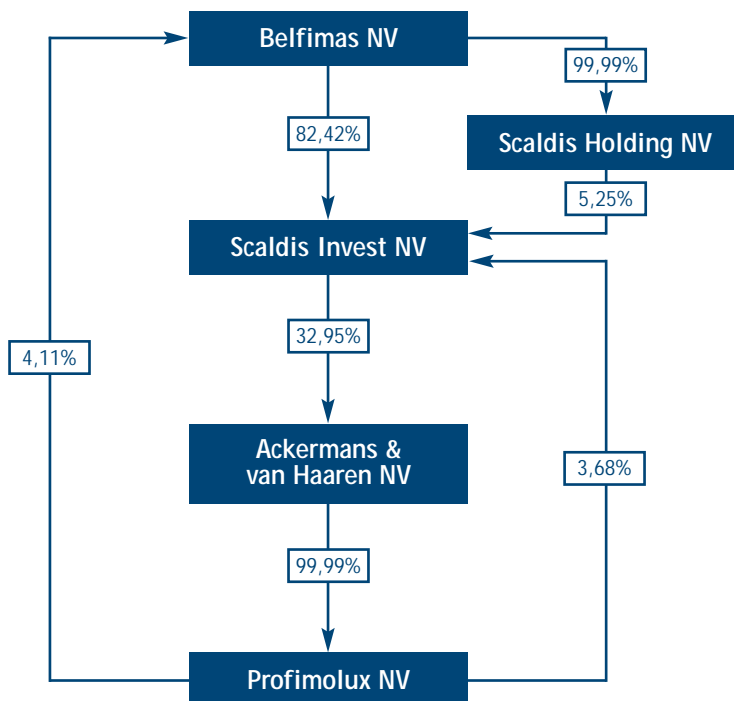 Belfimas NV
99,99%
82,42%
Scaldis Holding NV
5,25%
Scaldis Invest NV
32,95%
4,11%
Ackermans &
van Haaren NV
3,68%
99,99%
Profimolux NV